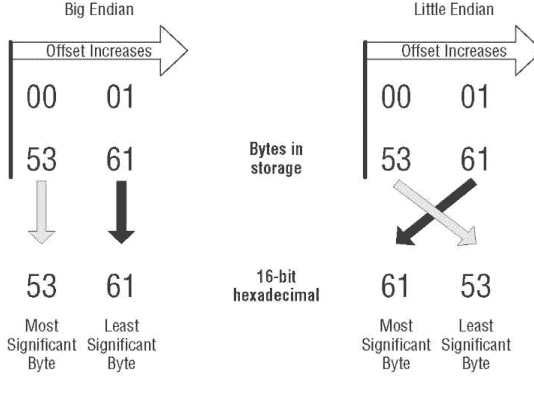 Big Endian
Little Endian
Offset Increases
Offset Increases
00 01
00 01
Bytes in
storage
53 61
53 61
16-bit
hexadecimal
53 61
61 53
Most Least
Significant Significant
Byte Byte
Most Least
Significant Significant
Byte Byte